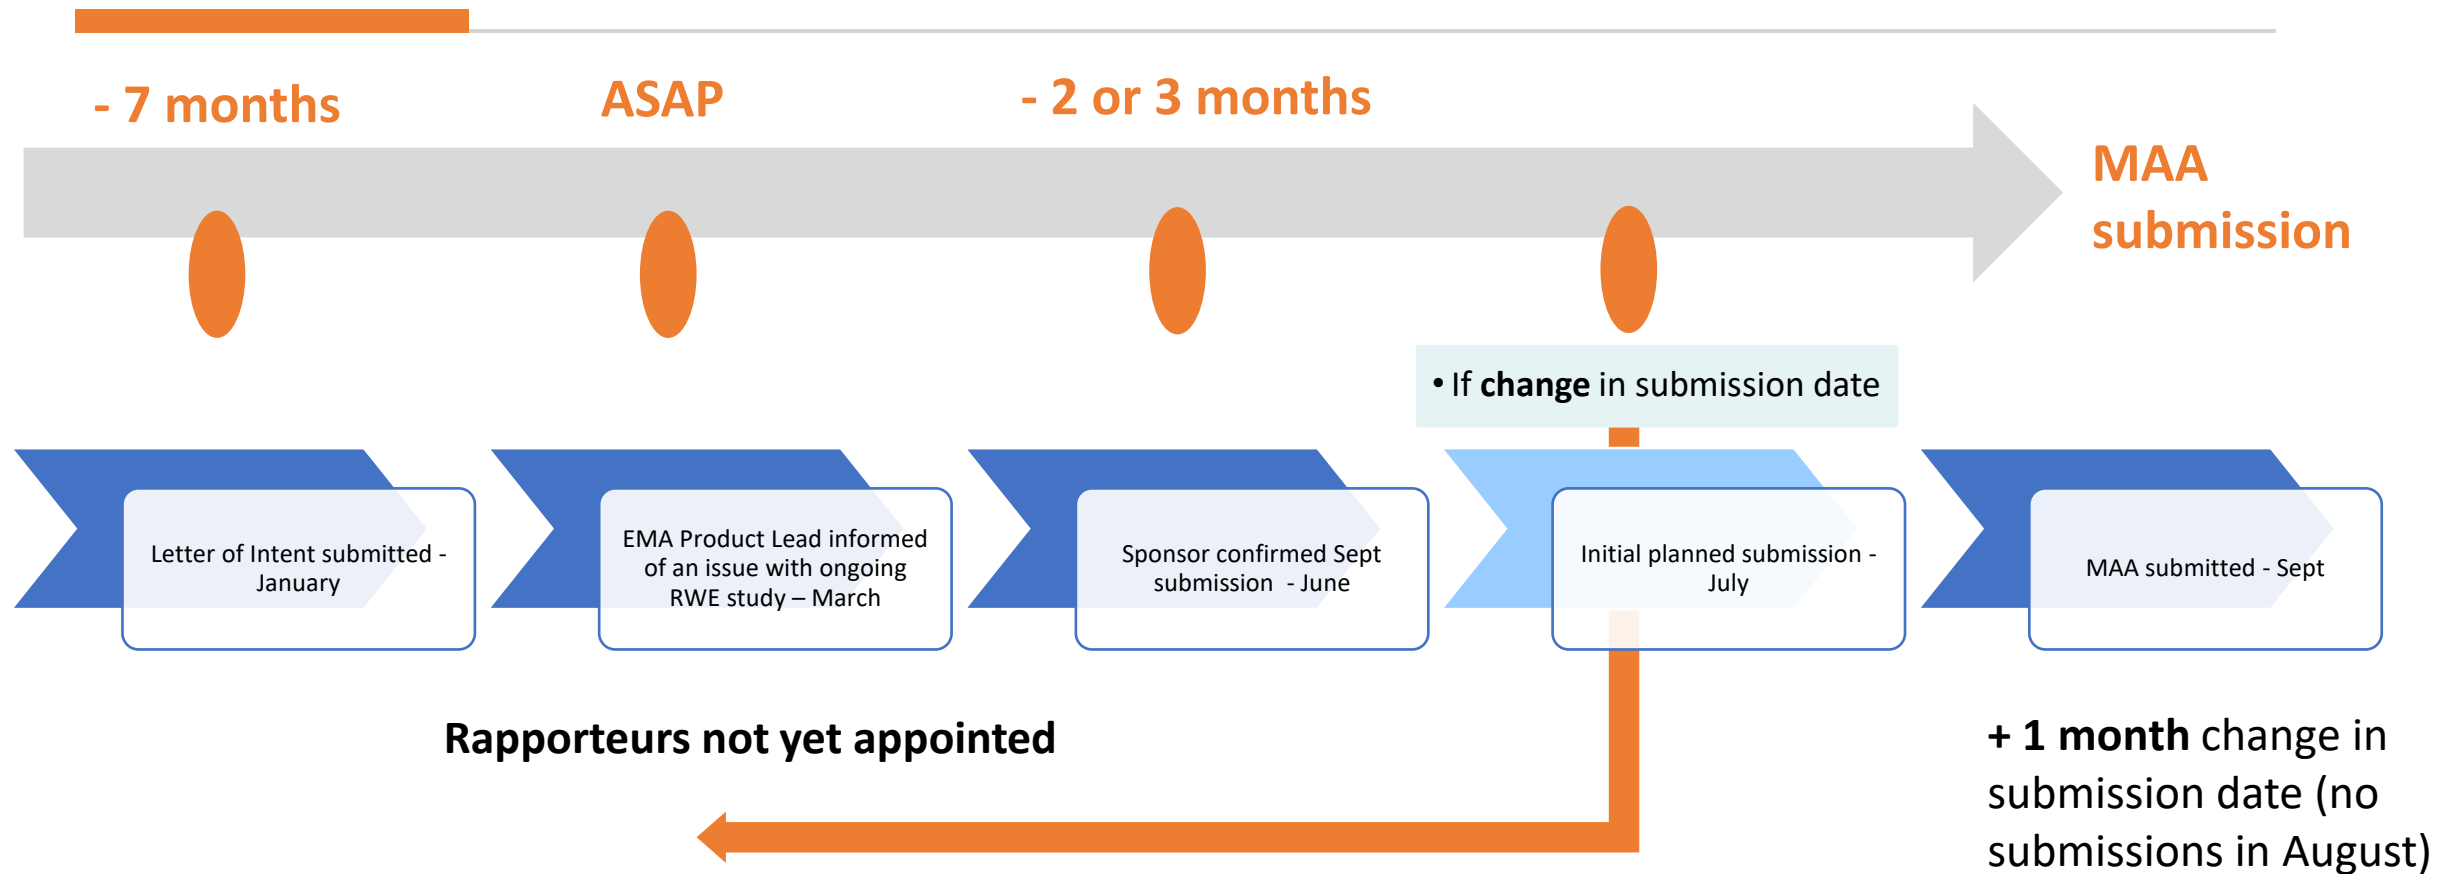 - 7 months
ASAP
- 2 or 3 months
MAA
submission
• If change in submission date
Letter of Intent submitted -
January
EMA Product Lead informed
of an issue with ongoing
RWE study – March
Sponsor confirmed Sept
submission - June
Initial planned submission -
July
MAA submitted - Sept
Rapporteurs not yet appointed
+ 1 month change in
submission date (no
submissions in August)